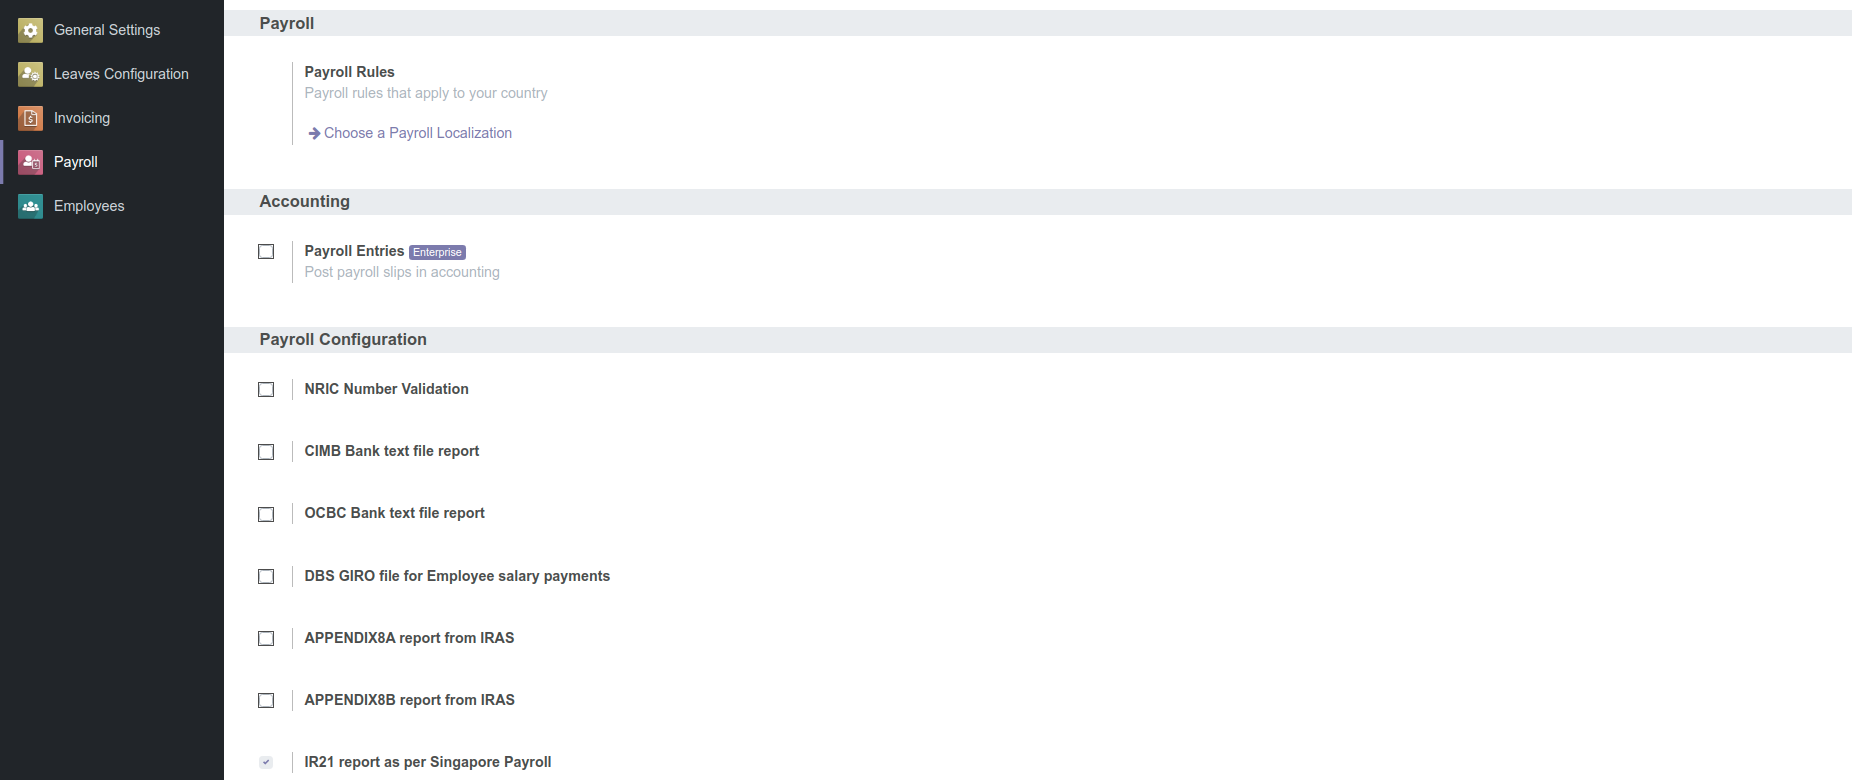 General Settings
Leaves Configuration
Invoicing
Payroll
Employees
Payroll
Payroll Rules
Payroll rules that apply to your country
Choose a Payroll Localization
Accounting
Payroll Entries Enterprise
Post payroll slips in accounting
Payroll Configuration
NRIC Number Validation
CIMB Bank text file report
OCBC Bank text file report
DBS GIRO file for Employee salary payments
APPENDIX8A report from IRAS
APPENDIX8B report from IRAS
IR21 report as per Singapore Payroll